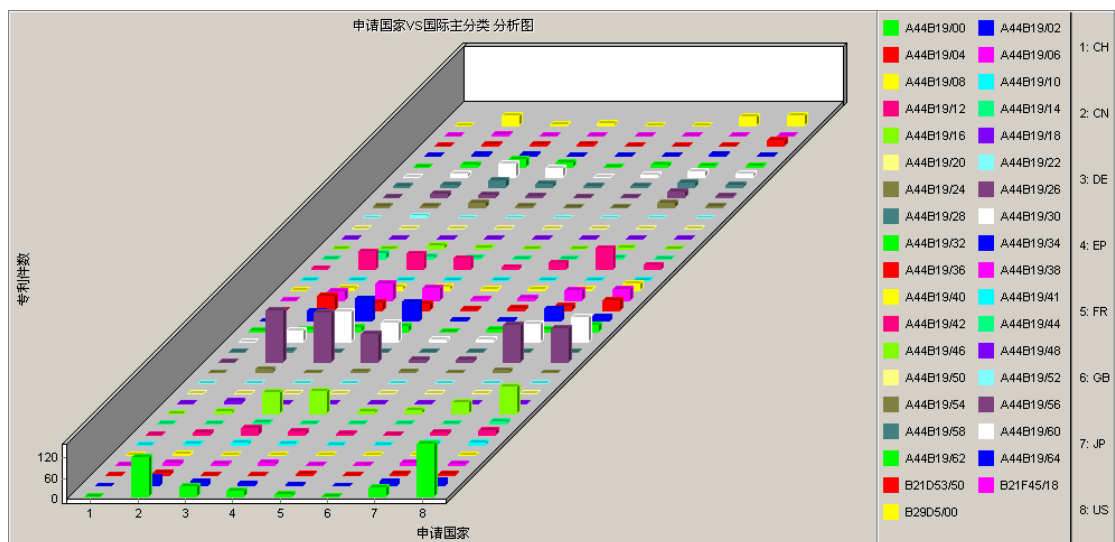 申请国家VS国际主分类 分析图
专利件数
120
60
0
1 2 3 4 5 6 7 8
申请国家
A44B19/00 A44B19/02
A44B19/04 A44B19/06
A44B19/08 A44B19/10
A44B19/12 A44B19/14
A44B19/16 A44B19/18
A44B19/20 A44B19/22
A44B19/24 A44B19/26
A44B19/28 A44B19/30
A44B19/32 A44B19/34
A44B19/36 A44B19/38
A44B19/40 A44B19/41
A44B19/42 A44B19/44
A44B19/46 A44B19/48
A44B19/50 A44B19/52
A44B19/54 A44B19/56
A44B19/58 A44B19/60
A44B19/62 A44B19/64
B21D53/50 B21F45/18
B29D5/00
1: CH
2: CN
3: DE
4: EP
5: FR
6: GB
7: JP
8: US